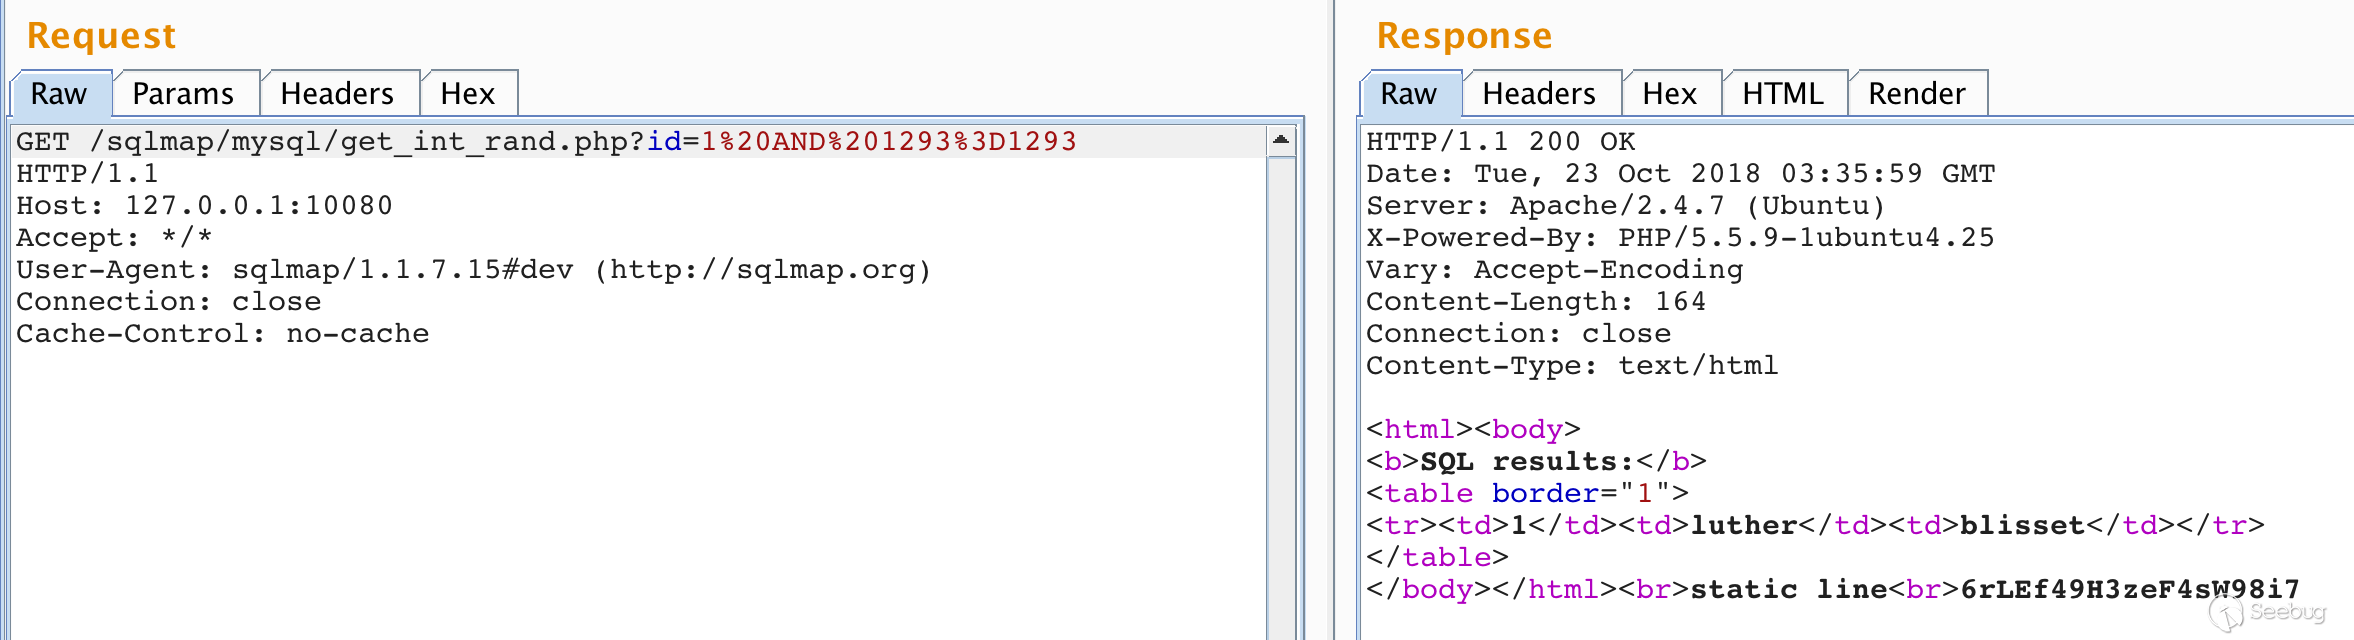 Request
Raw Params Headers Hex
GET /sqlmap/mysql/get_int_rand.php?id=1%20AND%201293%3D1293
HTTP/1.1
Host: 127.0.0.1:10080
Accept: */*
User-Agent: sqlmap/1.1.7.15#dev (http://sqlmap.org)
Connection: close
Cache-Control: no-cache
Response
Raw Headers Hex HTML Render
HTTP/1.1 200 OK
Date: Tue, 23 Oct 2018 03:35:59 GMT
Server: Apache/2.4.7 (Ubuntu)
X-Powered-By: PHP/5.5.9-1ubuntu4.25
Vary: Accept-Encoding
Content-Length: 164
Connection: close
Content-Type: text/html

<html><body>
<b>SQL results:</b>
<table border="1">
<tr><td>1</td><td>luther</td><td>blisset</td></tr>
</table>
</body></html><br>static line<br>6rLEf49H3zeF4sW98i7
Seebug